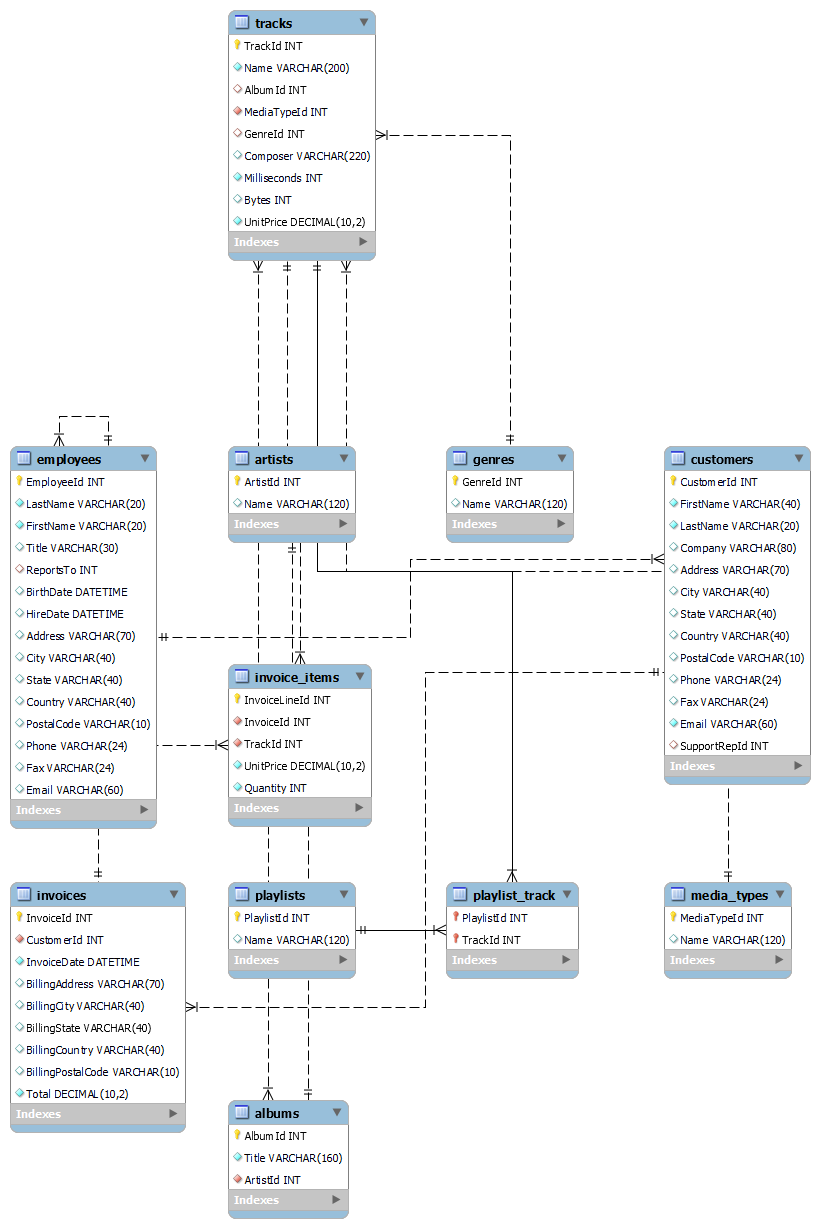 tracks
TrackId INT
Name VARCHAR(200)
AlbumId INT
MediaTypeId INT
GenreId INT
Composer VARCHAR(220)
Milliseconds INT
Bytes INT
UnitPrice DECIMAL(10,2)
Indexes
employees
EmployeeId INT
LastName VARCHAR(20)
FirstName VARCHAR(20)
Title VARCHAR(30)
ReportsTo INT
BirthDate DATETIME
HireDate DATETIME
Address VARCHAR(70)
City VARCHAR(40)
State VARCHAR(40)
Country VARCHAR(40)
PostalCode VARCHAR(10)
Phone VARCHAR(24)
Fax VARCHAR(24)
Email VARCHAR(60)
Indexes
artists
ArtistId INT
Name VARCHAR(120)
Indexes
genres
GenreId INT
Name VARCHAR(120)
Indexes
customers
CustomerId INT
FirstName VARCHAR(40)
LastName VARCHAR(20)
Company VARCHAR(80)
Address VARCHAR(70)
City VARCHAR(40)
State VARCHAR(40)
Country VARCHAR(40)
PostalCode VARCHAR(10)
Phone VARCHAR(24)
Fax VARCHAR(24)
Email VARCHAR(60)
SupportRepId INT
Indexes
invoice_items
InvoiceLineId INT
InvoiceId INT
TrackId INT
UnitPrice DECIMAL(10,2)
Quantity INT
Indexes
invoices
InvoiceId INT
CustomerId INT
InvoiceDate DATETIME
BillingAddress VARCHAR(70)
BillingCity VARCHAR(40)
BillingState VARCHAR(40)
BillingCountry VARCHAR(40)
BillingPostalCode VARCHAR(10)
Total DECIMAL(10,2)
Indexes
playlists
PlaylistId INT
Name VARCHAR(120)
Indexes
playlist_track
PlaylistId INT
TrackId INT
Indexes
media_types
MediaTypeId INT
Name VARCHAR(120)
Indexes
albums
AlbumId INT
Title VARCHAR(160)
ArtistId INT
Indexes